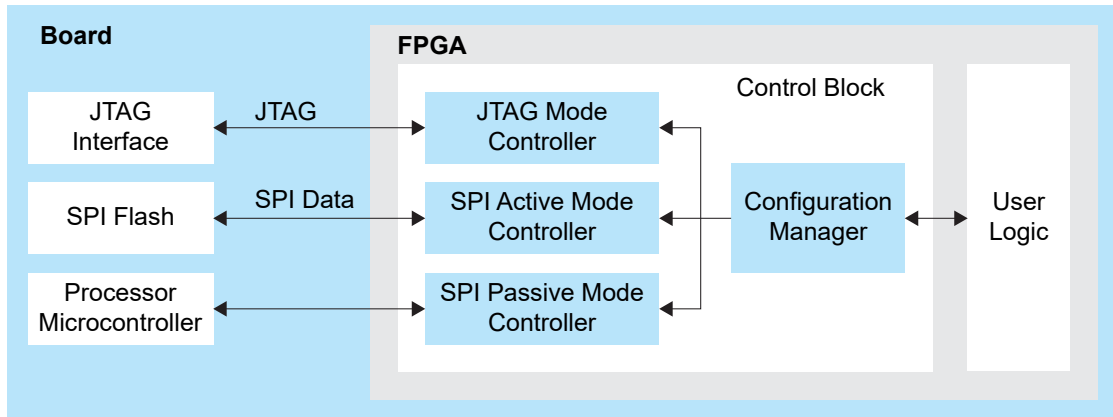 Board
FPGA
Control Block
JTAG
Interface
JTAG
JTAG Mode
Controller
SPI Flash
SPI Data
SPI Active Mode
Controller
Configuration
Manager
User
Logic
Processor
Microcontroller
SPI Passive Mode
Controller